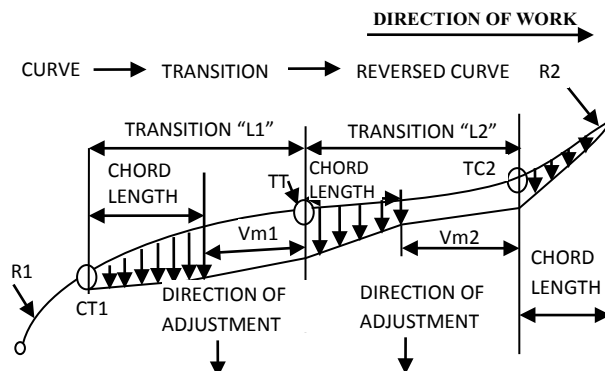 DIRECTION OF WORK
CURVE TRANSITION REVERSED CURVE R2
TRANSITION “L1” TRANSITION “L2”
CHORD LENGTH
TT
CHORD LENGTH
TC2
Vm1
Vm2
R1
CT1
DIRECTION OF ADJUSTMENT
DIRECTION OF ADJUSTMENT
CHORD LENGTH